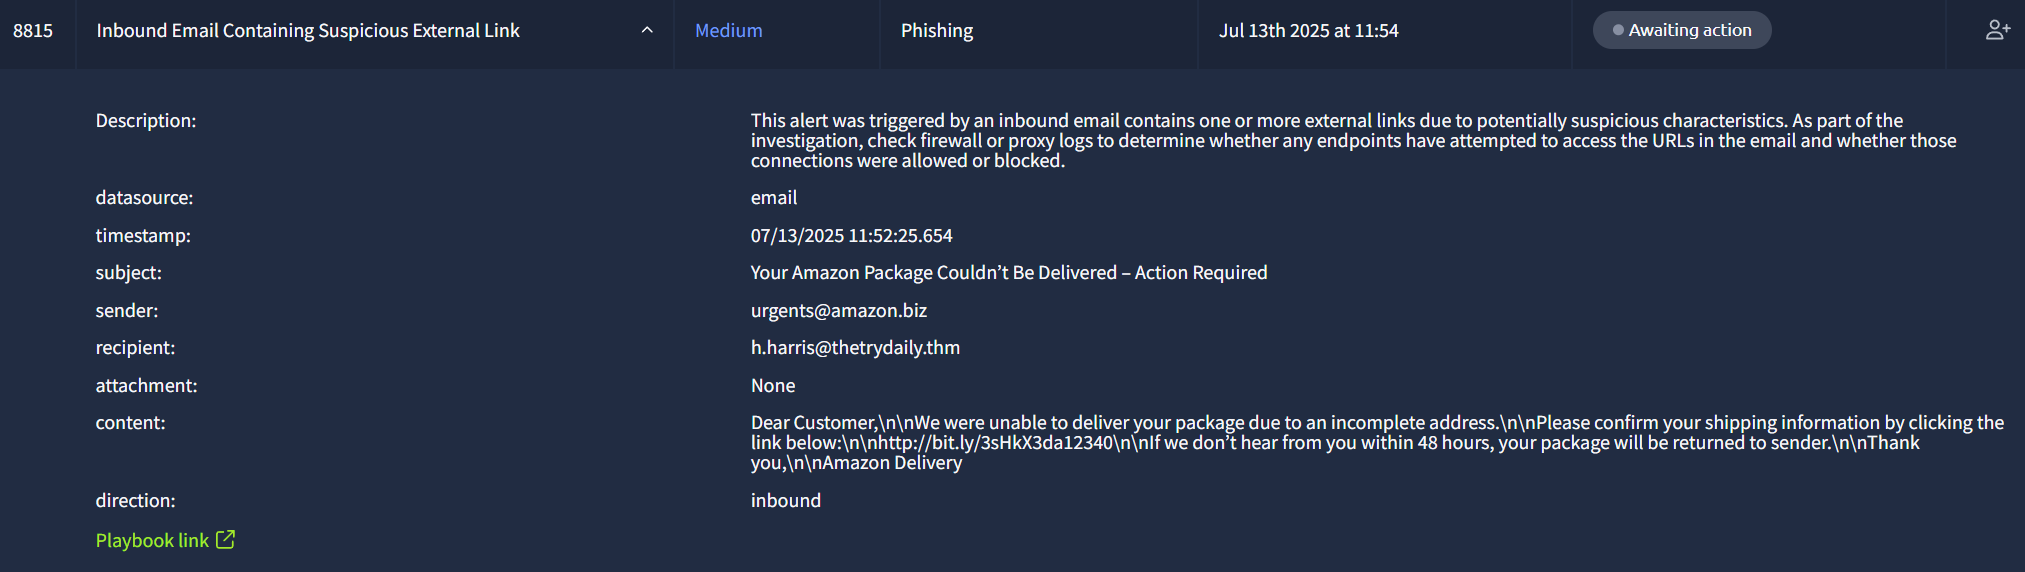 8815 Inbound Email Containing Suspicious External Link Medium Phishing Jul 13th 2025 at 11:54 Awaiting action
Description: This alert was triggered by an inbound email contains one or more external links due to potentially suspicious characteristics. As part of the
investigation, check firewall or proxy logs to determine whether any endpoints have attempted to access the URLs in the email and whether those
connections were allowed or blocked.
datasource: email
timestamp: 07/13/2025 11:52:25.654
subject: Your Amazon Package Couldn’t Be Delivered – Action Required
sender: urgents@amazon.biz
recipient: h.harris@thetrydaily.thm
attachment: None
content: Dear Customer,\n\nWe were unable to deliver your package due to an incomplete address.\n\nPlease confirm your shipping information by clicking the
link below:\n\nhttp://bit.ly/3sHkX3da12340\n\nIf we don’t hear from you within 48 hours, your package will be returned to sender.\n\nThank
you,\n\nAmazon Delivery
direction: inbound
Playbook link